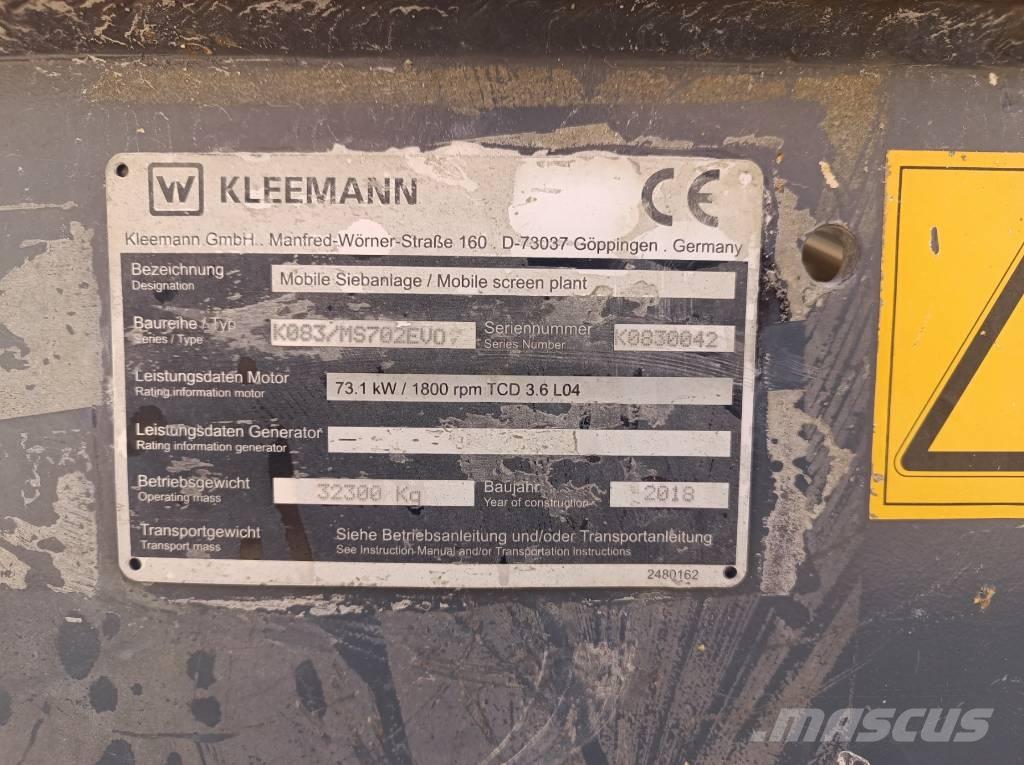 W KLEEMANN CE
Kleemann GmbH . Manfred-Wörner-Straße 160 . D-73037 Göppingen . Germany
Bezeichnung
Designation
Mobile Siebanlage / Mobile screen plant
Baureihe / Typ
Series / Type
K083/MS702EVO
Seriennummer
Series Number
K0830042
Leistungsdaten Motor
Rating information motor
73.1 kW / 1800 rpm TCD 3.6 L04
Leistungsdaten Generator
Rating information generator
Betriebsgewicht
Operating mass
32300 Kg
Baujahr
Year of construction
2018
Transportgewicht
Transport mass
Siehe Betriebsanleitung und/oder Transportanleitung
See Instruction Manual and/or Transportation Instructions
2480162
mascus